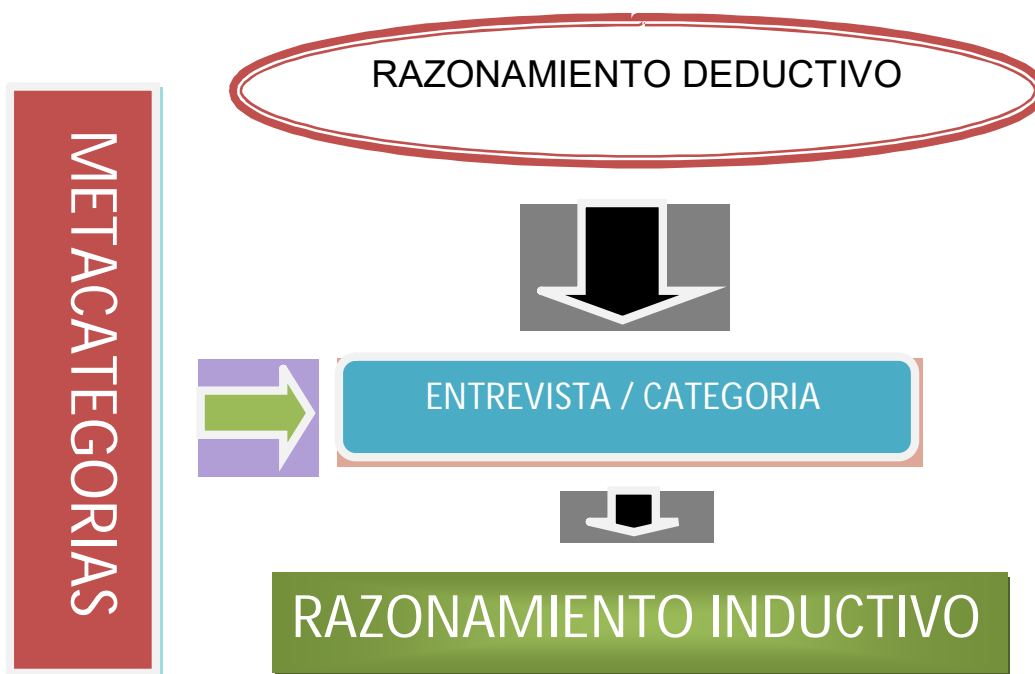 RAZONAMIENTO DEDUCTIVO
METACATEGORIAS
ENTREVISTA / CATEGORIA
RAZONAMIENTO INDUCTIVO